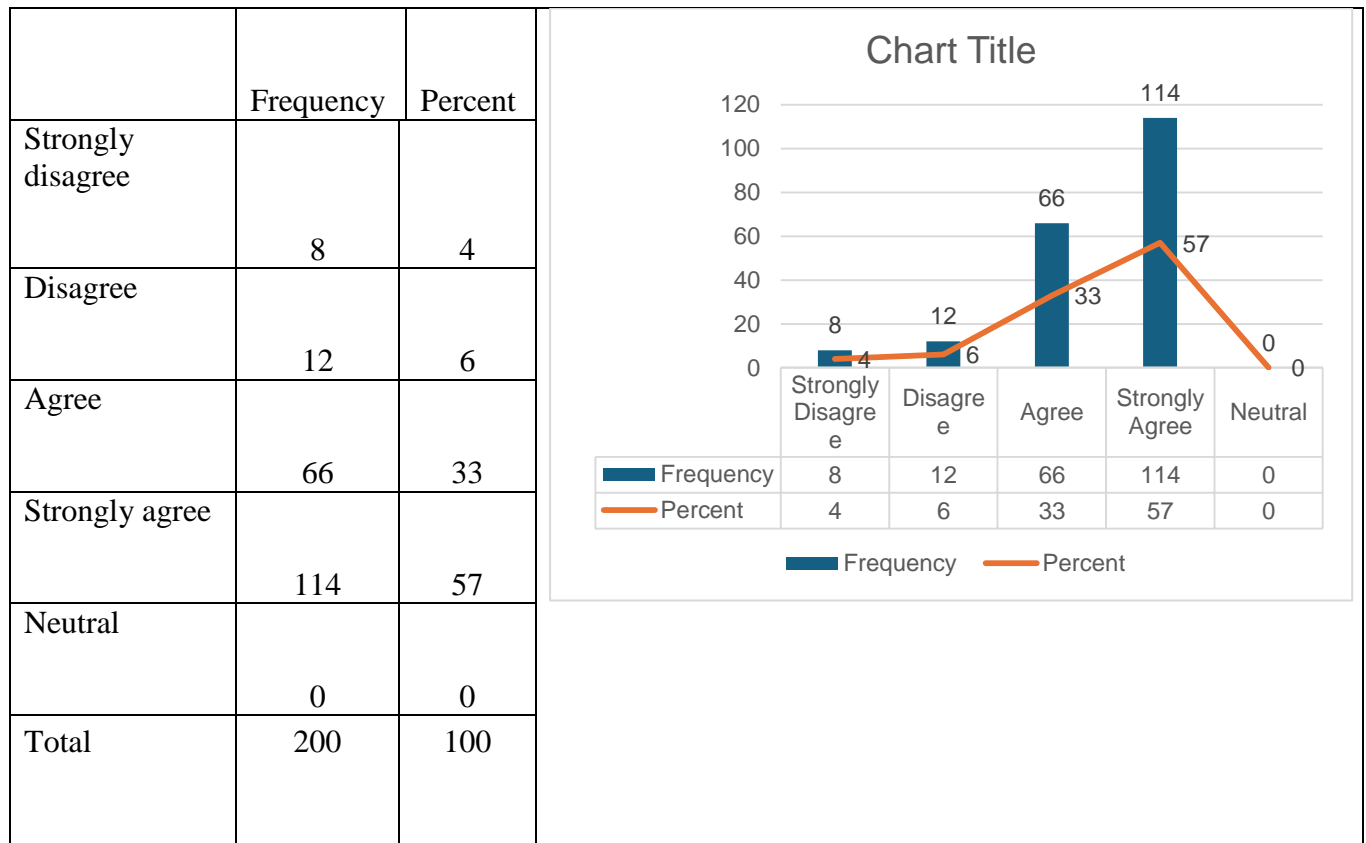 Frequency Percent
Strongly
disagree
8 4
Disagree
12 6
Agree
66 33
Strongly agree
114 57
Neutral
0 0
Total 200 100
Chart Title
120
100
80
60
40
20
0
8
12
66
114
0
4
6
33
57
0
Strongly
Disagre
e
Disagre
e
Agree
Strongly
Agree
Neutral
Frequency 8 12 66 114 0
Percent 4 6 33 57 0
Frequency Percent